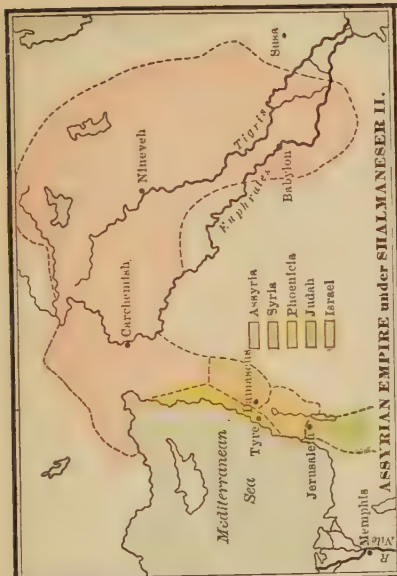 Susa
Tigris
Nineveh
Euphrates
Babylon
Carchemish
Assyria
Syria
Phoenicia
Judah
Israel
Damascus
Tyre
Mediterranean
Sea
Jerusalem
Memphis
R
Nile
ASSYRIAN EMPIRE under SHALMANESER II.